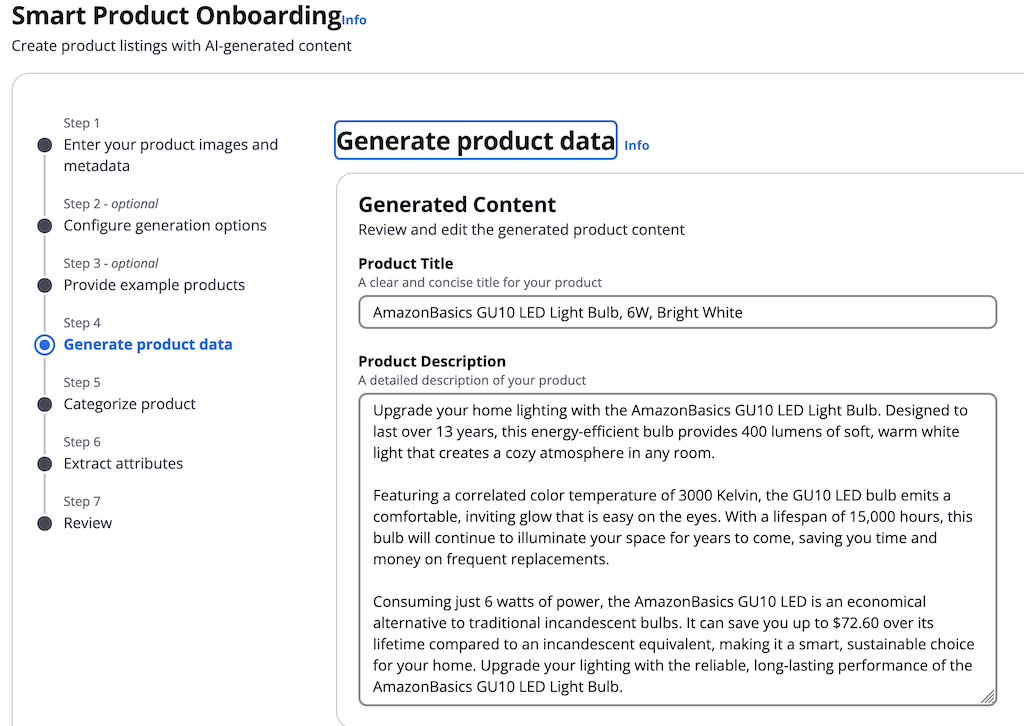 Smart Product Onboarding Info
Create product listings with AI-generated content
Step 1
Enter your product images and
metadata
Step 2 - optional
Configure generation options
Step 3 - optional
Provide example products
Step 4
Generate product data
Step 5
Categorize product
Step 6
Extract attributes
Step 7
Review
Generate product data Info
Generated Content
Review and edit the generated product content
Product Title
A clear and concise title for your product
AmazonBasics GU10 LED Light Bulb, 6W, Bright White
Product Description
A detailed description of your product
Upgrade your home lighting with the AmazonBasics GU10 LED Light Bulb. Designed to
last over 13 years, this energy-efficient bulb provides 400 lumens of soft, warm white
light that creates a cozy atmosphere in any room.
Featuring a correlated color temperature of 3000 Kelvin, the GU10 LED bulb emits a
comfortable, inviting glow that is easy on the eyes. With a lifespan of 15,000 hours, this
bulb will continue to illuminate your space for years to come, saving you time and
money on frequent replacements.
Consuming just 6 watts of power, the AmazonBasics GU10 LED is an economical
alternative to traditional incandescent bulbs. It can save you up to $72.60 over its
lifetime compared to an incandescent equivalent, making it a smart, sustainable choice
for your home. Upgrade your lighting with the reliable, long-lasting performance of the
AmazonBasics GU10 LED Light Bulb.